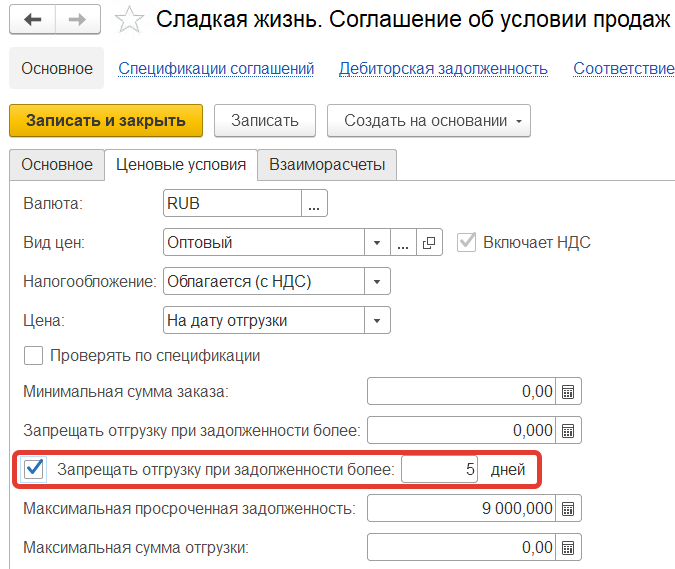 Сладкая жизнь. Соглашение об условии продаж
Основное Спецификации соглашений Дебиторская задолженность Соответствие
Записать и закрыть Записать Создать на основании
Основное Ценовые условия Взаиморасчеты
Валюта: RUB ...
Вид цен: Оптовый ... Включает НДС
Налогообложение: Облагается (с НДС)
Цена: На дату отгрузки
Проверять по спецификации
Минимальная сумма заказа: 0,00
Запрещать отгрузку при задолженности более: 0,000
Запрещать отгрузку при задолженности более: 5 дней
Максимальная просроченная задолженность: 9 000,000
Максимальная сумма отгрузки: 0,00